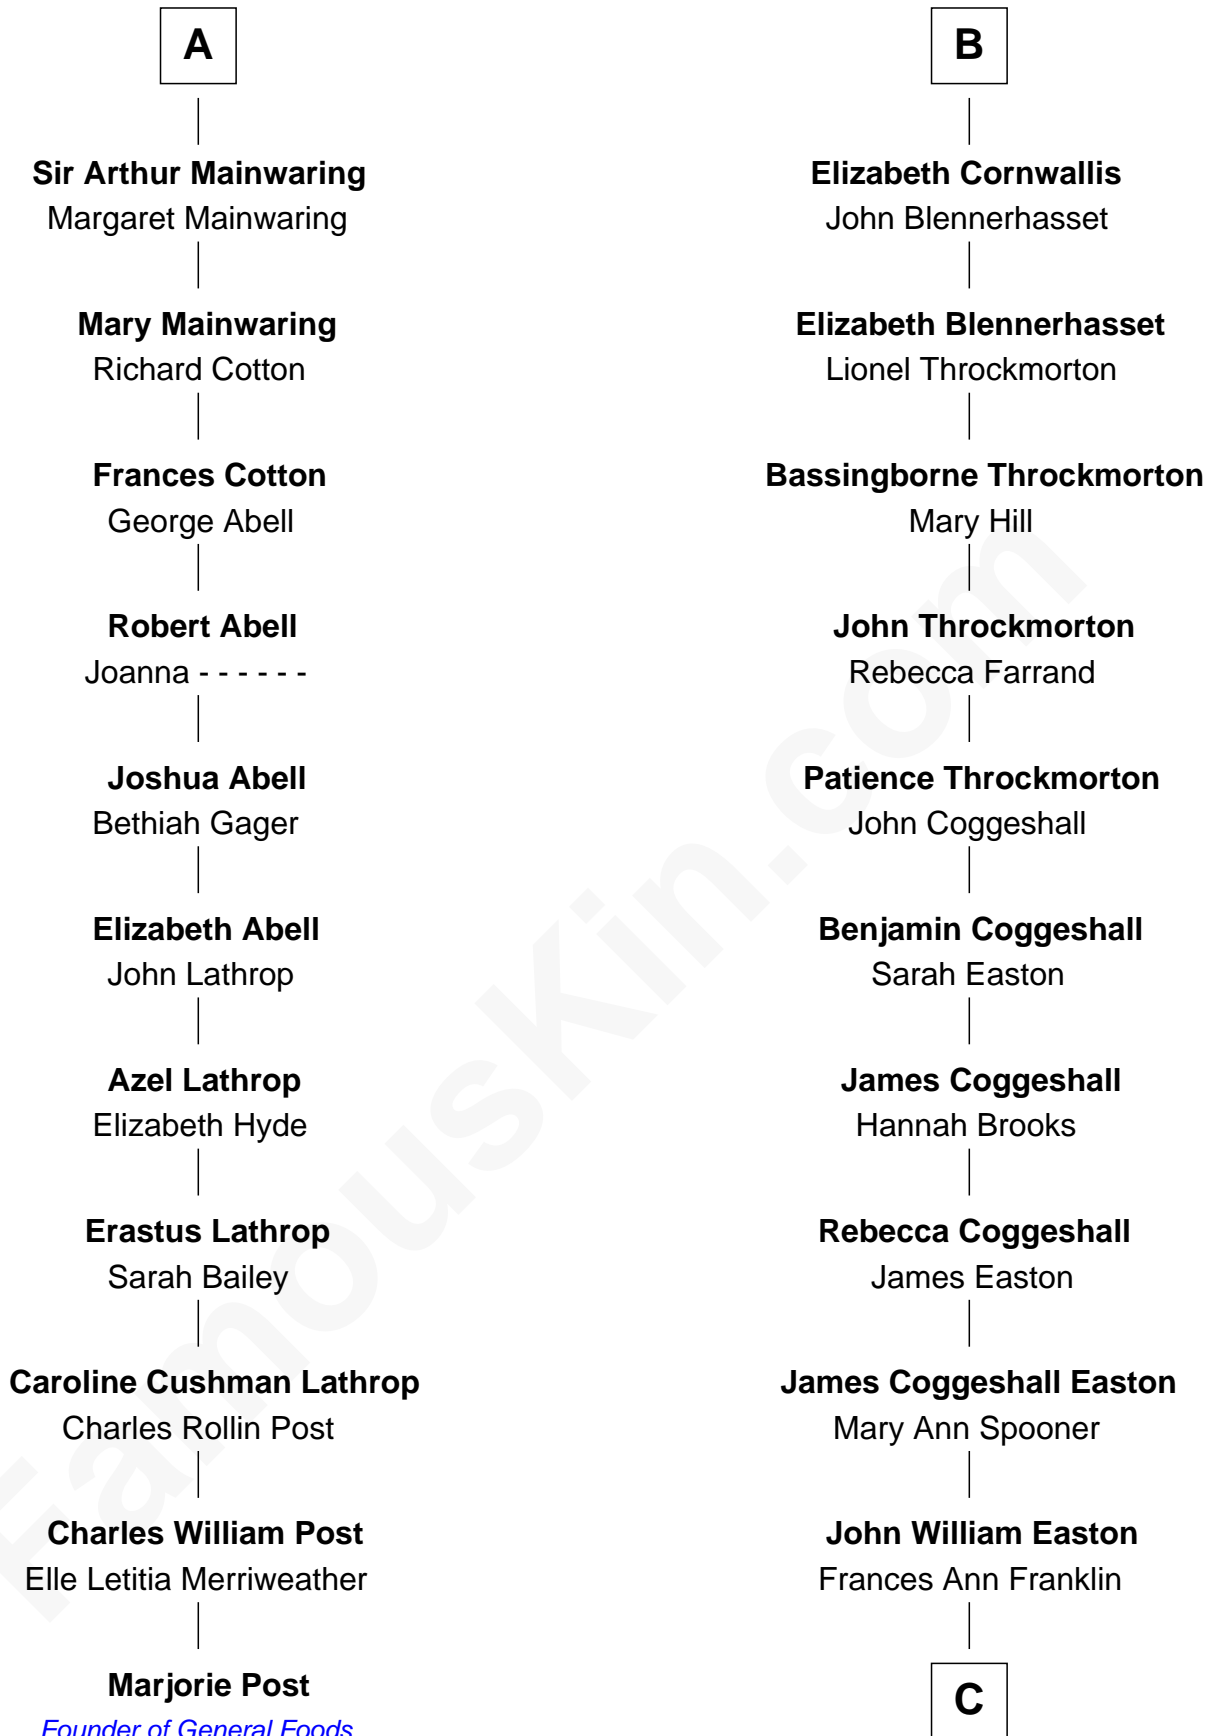 A
Sir Arthur Mainwaring
Margaret Mainwaring
Mary Mainwaring
Richard Cotton
Frances Cotton
George Abell
Robert Abell
Joanna - - - - - -
Joshua Abell
Bethiah Gager
Elizabeth Abell
John Lathrop
Azel Lathrop
Elizabeth Hyde
Erastus Lathrop
Sarah Bailey
Caroline Cushman Lathrop
Charles Rollin Post
Charles William Post
Elle Letitia Merriweather
Marjorie Post
Founder of General Foods
B
Elizabeth Cornwallis
John Blennerhasset
Elizabeth Blennerhasset
Lionel Throckmorton
Bassingborne Throckmorton
Mary Hill
John Throckmorton
Rebecca Farrand
Patience Throckmorton
John Coggeshall
Benjamin Coggeshall
Sarah Easton
James Coggeshall
Hannah Brooks
Rebecca Coggeshall
James Easton
James Coggeshall Easton
Mary Ann Spooner
John William Easton
Frances Ann Franklin
C
FamousKin.com